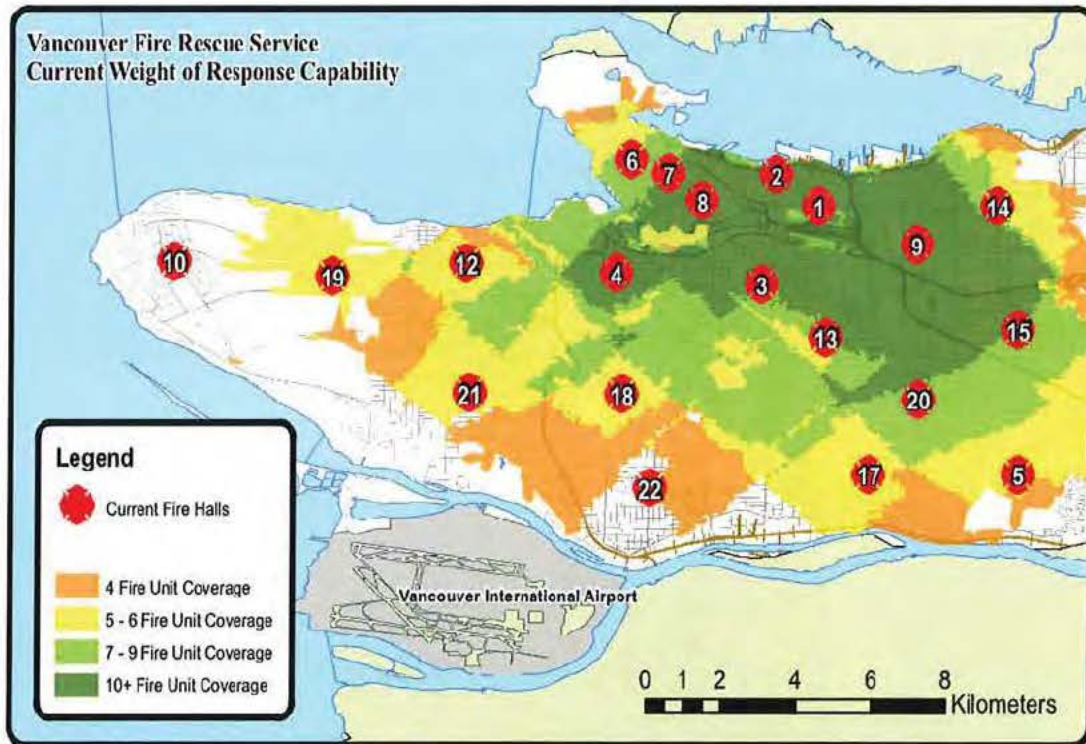 Vancouver Fire Rescue Service
Current Weight of Response Capability
6
7
2
8
1
14
9
10
19
12
4
3
13
15
21
18
20
22
17
5
Legend
Current Fire Halls
4 Fire Unit Coverage
5 - 6 Fire Unit Coverage
7 - 9 Fire Unit Coverage
10+ Fire Unit Coverage
Vancouver International Airport
0 1 2 4 6 8
Kilometers